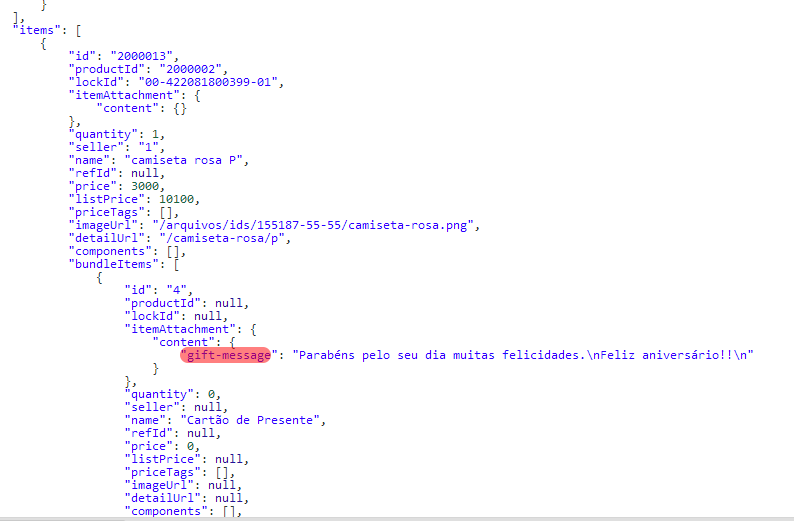 }
],
"items": [
{
"id": "2000013",
"productId": "2000002",
"lockId": "00-422081800399-01",
"itemAttachment": {
"content": {}
},
"quantity": 1,
"seller": "1",
"name": "camiseta rosa P",
"refId": null,
"price": 3000,
"listPrice": 10100,
"priceTags": [],
"imageUrl": "/arquivos/ids/155187-55-55/camiseta-rosa.png",
"detailUrl": "/camiseta-rosa/p",
"components": [],
"bundleItems": [
{
"id": "4",
"productId": null,
"lockId": null,
"itemAttachment": {
"content": {
"gift-message": "Parabéns pelo seu dia muitas felicidades.\nFeliz aniversário!!\n"
}
},
"quantity": 0,
"seller": null,
"name": "Cartão de Presente",
"refId": null,
"price": 0,
"listPrice": null,
"priceTags": [],
"imageUrl": null,
"detailUrl": null,
"components": [],